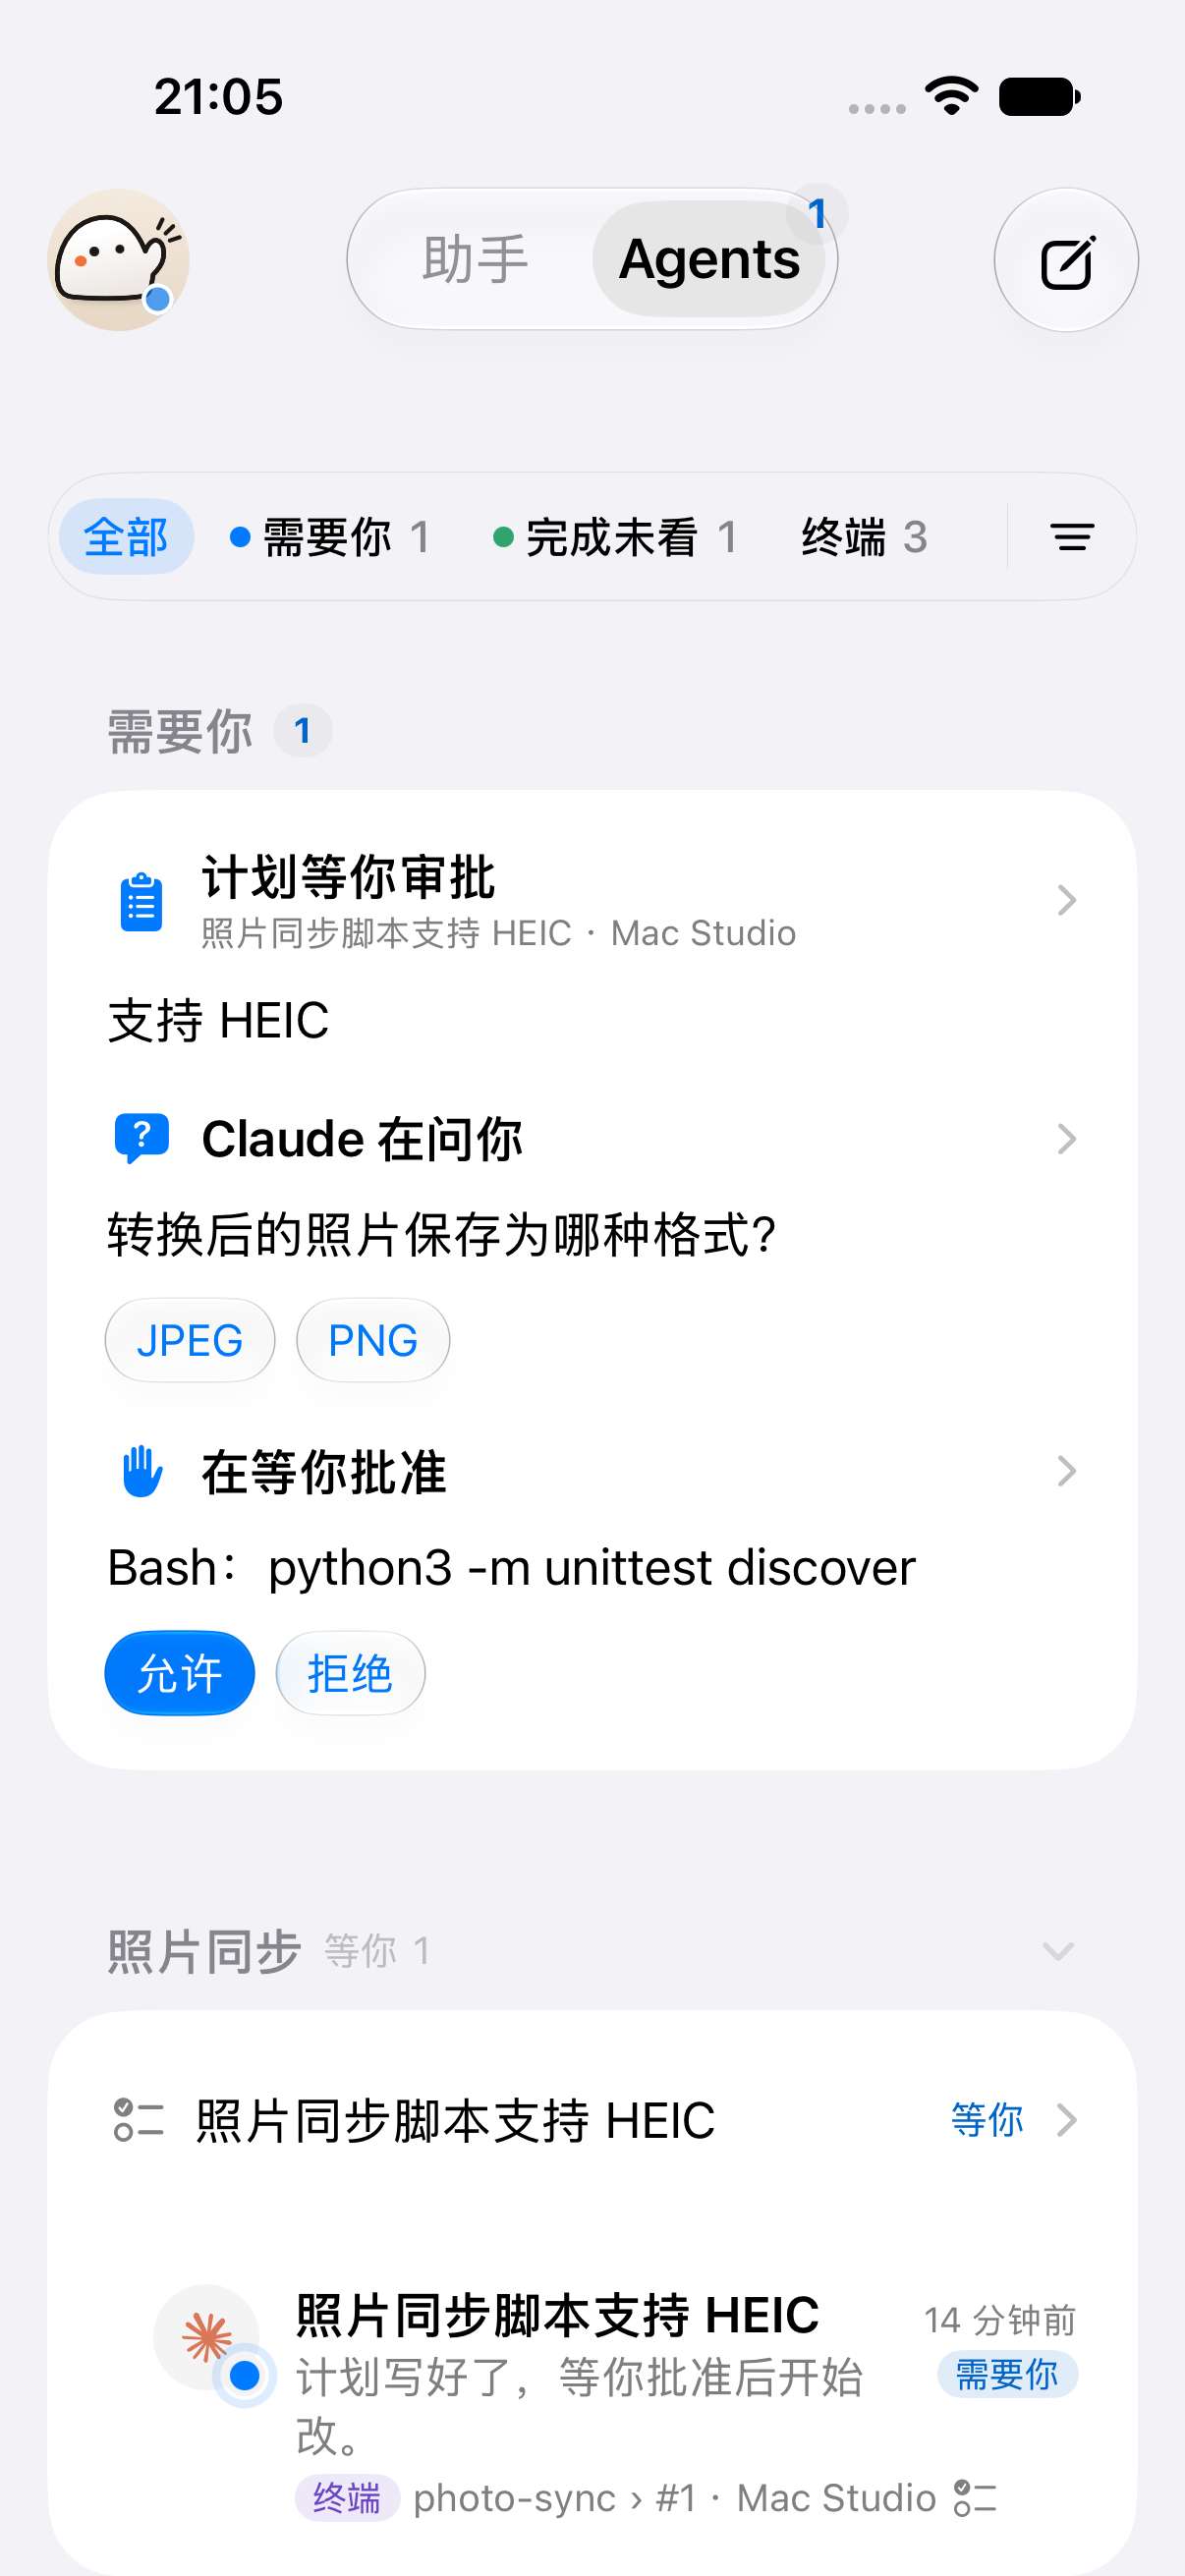 21:05
助手
Agents
1
全部
需要你 1
完成未看 1
终端 3
需要你 1
计划等你审批
照片同步脚本支持 HEIC · Mac Studio
支持 HEIC
Claude 在问你
转换后的照片保存为哪种格式?
JPEG
PNG
在等你批准
Bash：python3 -m unittest discover
允许
拒绝
照片同步 等你 1
照片同步脚本支持 HEIC
等你
照片同步脚本支持 HEIC
14 分钟前
计划写好了，等你批准后开始
改。
需要你
终端 photo-sync › #1 · Mac Studio